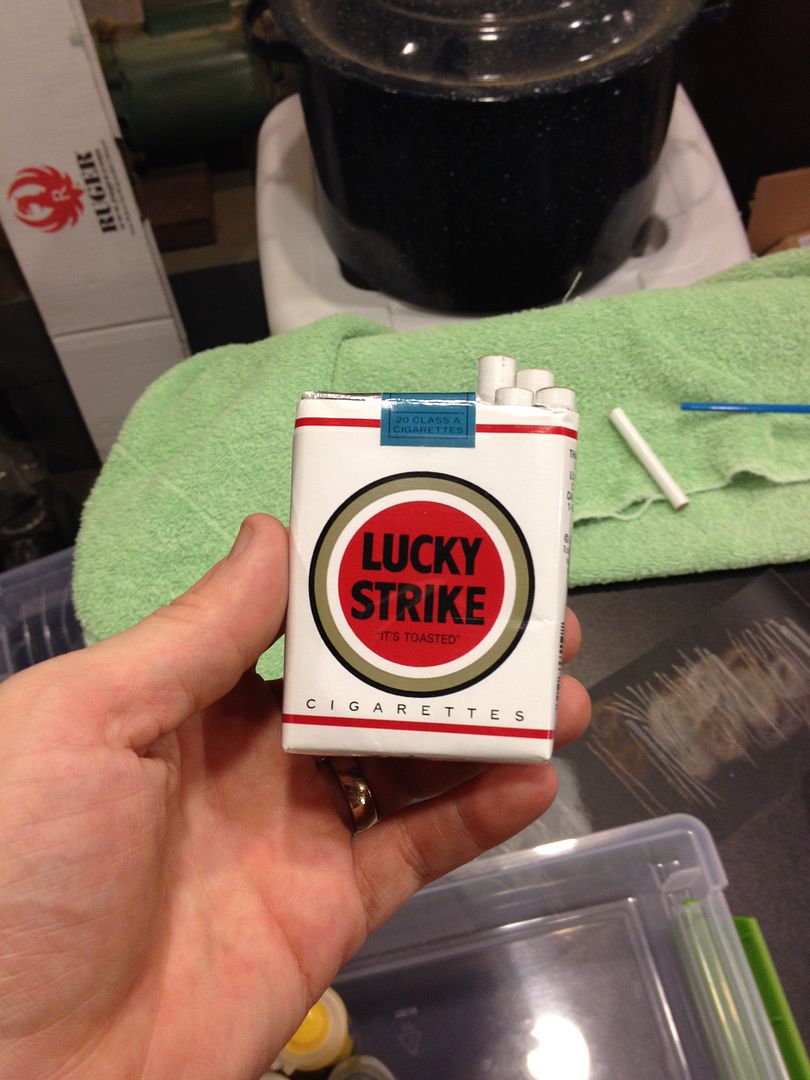 RUGER
20 CLASS A
CIGARETTES
LUCKY
STRIKE
"IT'S TOASTED"
CIGARETTES